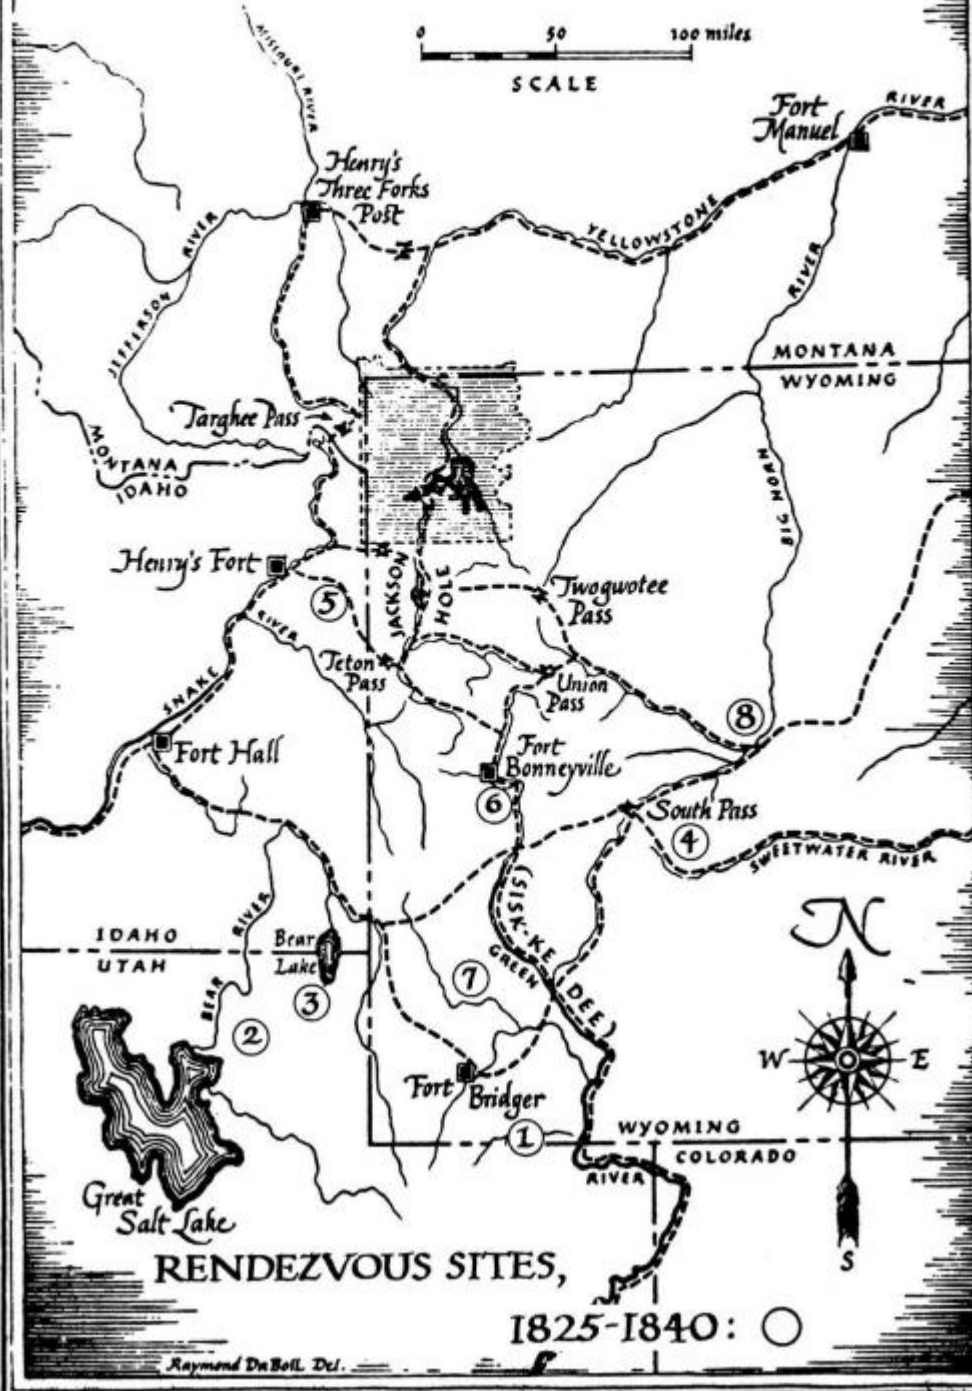 0 50 100 miles
SCALE
MISSOURI RIVER
Fort
Manuel
RIVER
Henry's
Three Forks
Post
YELLOWSTONE
RIVER
RIVER
JEFFERSON
MONTANA
WYOMING
Targhee Pass
MONTANA
IDAHO
BIG HORN
Henry's Fort
JACKSON
HOLE
Twogwotee
Pass
5
RIVER
Teton
Pass
Union
Pass
SNAKE
8
Fort Hall
Fort
Bonneyville
6
South Pass
4
SWEETWATER RIVER
(SISK-KE-DEE)
GREEN
RIVER
BEAR
IDAHO
UTAH
Bear
Lake
3
7
2
N
W E
S
Fort
Bridger
1
WYOMING
COLORADO
RIVER
Great
Salt Lake
RENDEZVOUS SITES,
1825-1840:
Raymond DaBoll Del.